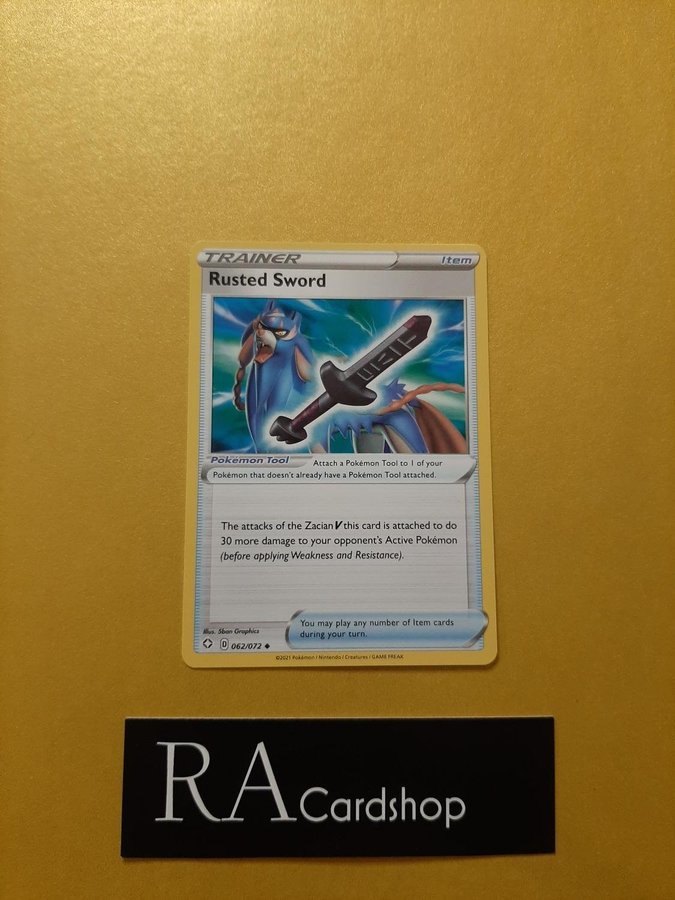 TRAINER Item
Rusted Sword
Pokémon Tool Attach a Pokémon Tool to 1 of your
Pokémon that doesn't already have a Pokémon Tool attached.
The attacks of the Zacian V this card is attached to do
30 more damage to your opponent's Active Pokémon
(before applying Weakness and Resistance).
You may play any number of Item cards
during your turn.
Illus. 5ban Graphics
D 062/072
©2021 Pokémon / Nintendo / Creatures / GAME FREAK
RA Cardshop